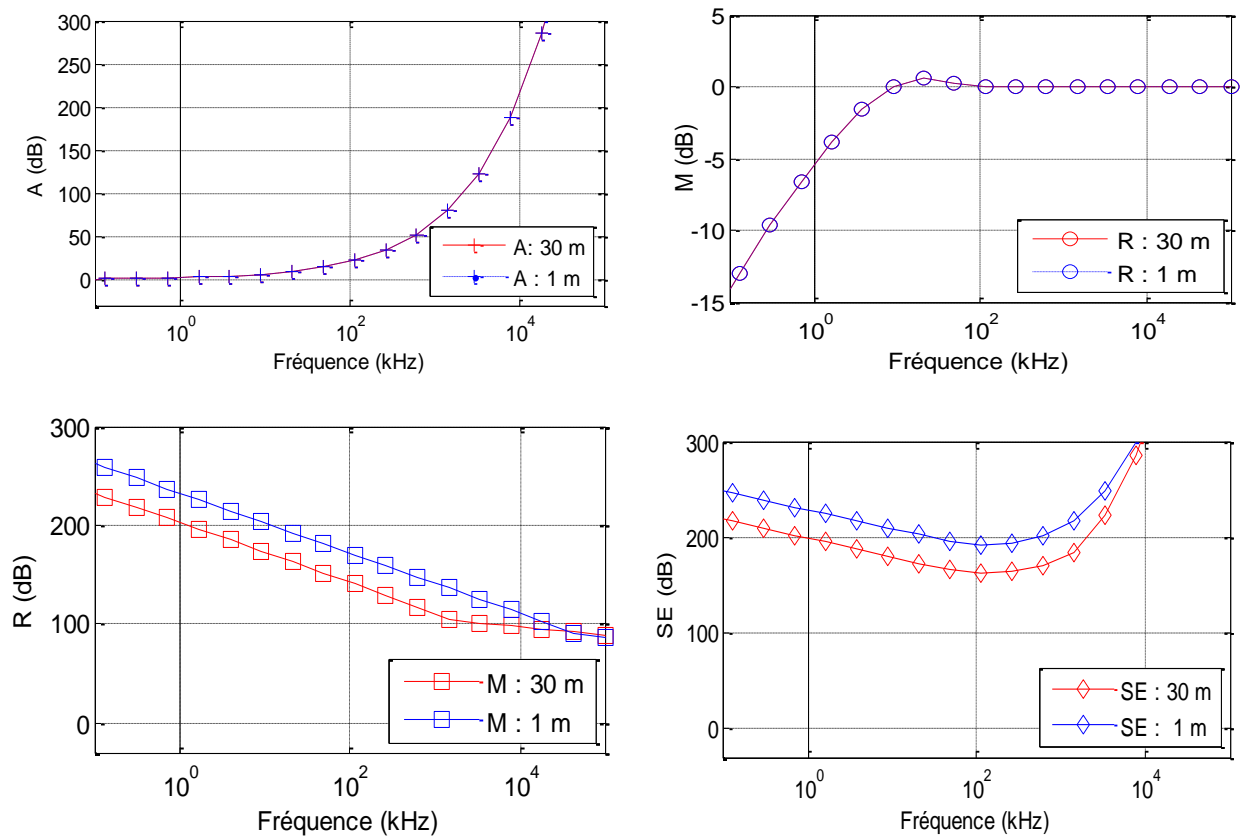 A (dB)
300
250
200
150
100
50
0
A: 30 m
A : 1 m
10^0
10^2
10^4
Fréquence (kHz)
M (dB)
5
0
-5
-10
-15
R : 30 m
R : 1 m
10^0
10^2
10^4
Fréquence (kHz)
R (dB)
300
200
100
0
M : 30 m
M : 1 m
10^0
10^2
10^4
Fréquence (kHz)
SE (dB)
300
200
100
0
SE : 30 m
SE : 1 m
10^0
10^2
10^4
Fréquence (kHz)